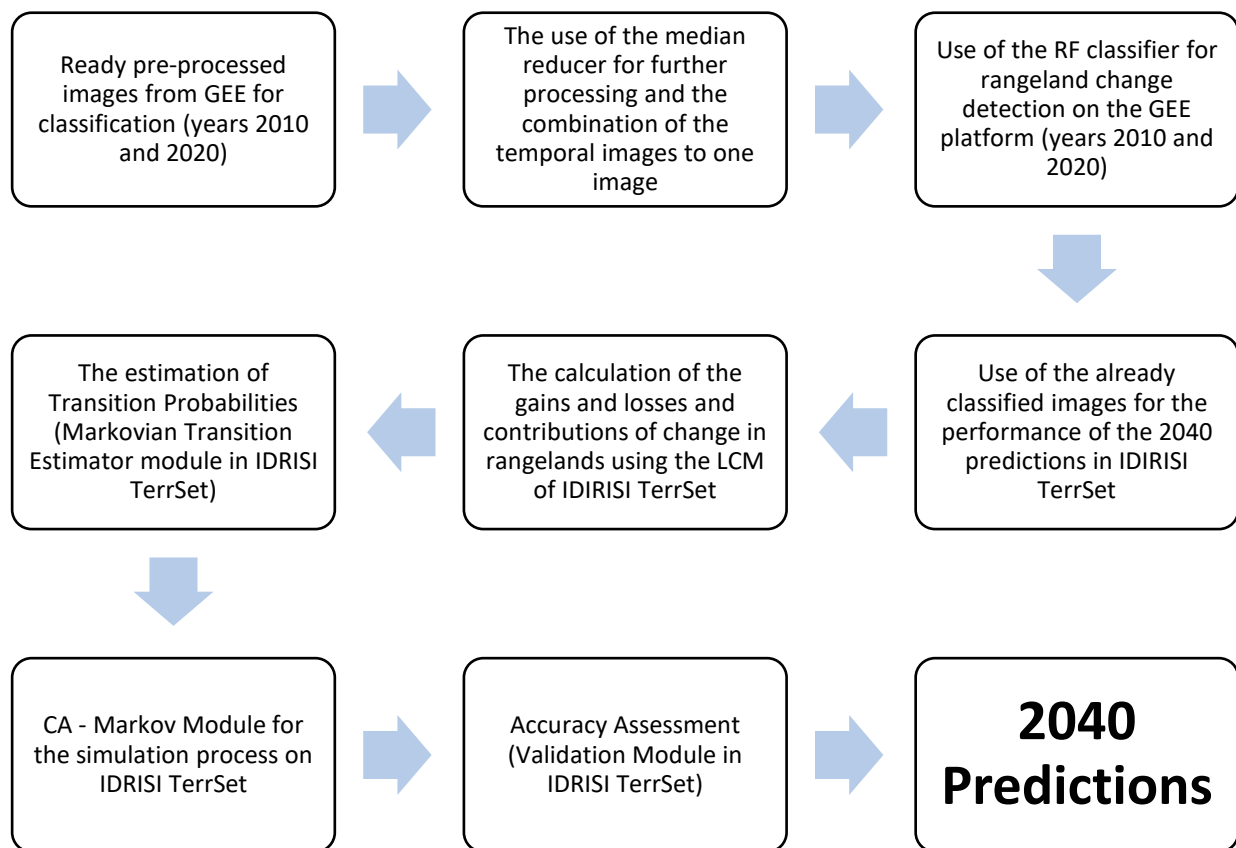 Ready pre-processed
images from GEE for
classification (years 2010
and 2020)
The use of the median
reducer for further
processing and the
combination of the
temporal images to one
image
Use of the RF classifier for
rangeland change
detection on the GEE
platform (years 2010 and
2020)
Use of the already
classified images for the
performance of the 2040
predictions in IDIRISI
TerrSet
The calculation of the
gains and losses and
contributions of change in
rangelands using the LCM
of IDIRISI TerrSet
The estimation of
Transition Probabilities
(Markovian Transition
Estimator module in IDRISI
TerrSet)
CA - Markov Module for
the simulation process on
IDRISI TerrSet
Accuracy Assessment
(Validation Module in
IDRISI TerrSet)
2040
Predictions